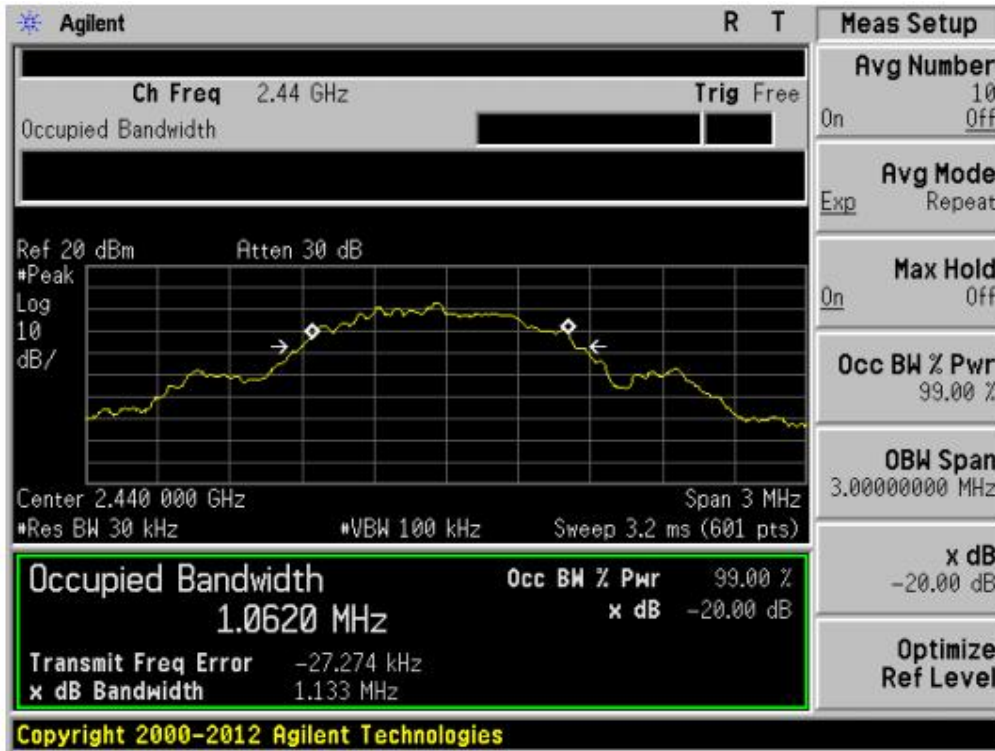 Agilent
R T
Ch Freq 2.44 GHz Trig Free
Occupied Bandwidth
Ref 20 dBm Atten 30 dB
#Peak
Log
10
dB/
Center 2.440 000 GHz Span 3 MHz
#Res BW 30 kHz #VBW 100 kHz Sweep 3.2 ms (601 pts)
Occupied Bandwidth
1.0620 MHz
Occ BW % Pwr 99.00 %
x dB -20.00 dB
Transmit Freq Error -27.274 kHz
x dB Bandwidth 1.133 MHz
Copyright 2000-2012 Agilent Technologies
Meas Setup
Avg Number
10
On Off
Avg Mode
Exp Repeat
Max Hold
On Off
Occ BW % Pwr
99.00 %
OBW Span
3.00000000 MHz
x dB
-20.00 dB
Optimize
Ref Level